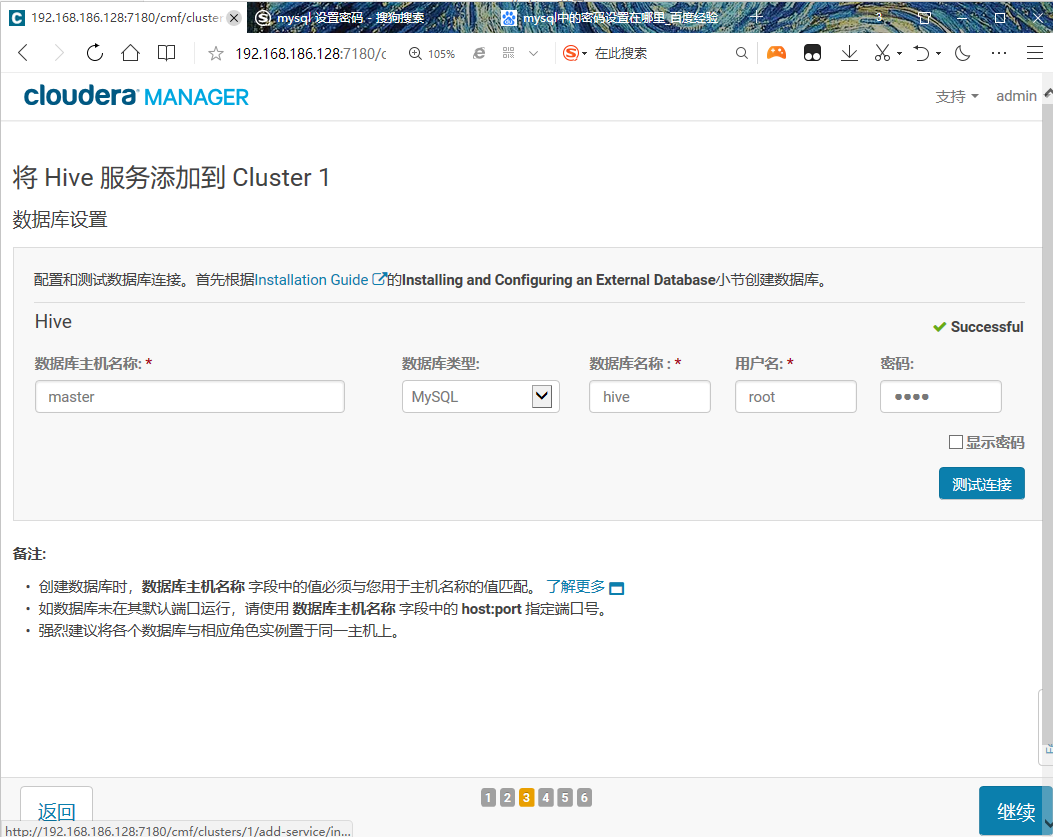 192.168.186.128:7180/cmf/cluster
mysql 设置密码 - 搜狗搜索
mysql中的密码设置在哪里_百度经验
3
192.168.186.128:7180/c
105%
在此搜索
cloudera MANAGER
支持
admin
将 Hive 服务添加到 Cluster 1
数据库设置
配置和测试数据库连接。首先根据Installation Guide 的Installing and Configuring an External Database小节创建数据库。
Hive
Successful
数据库主机名称: *
数据库类型:
数据库名称 : *
用户名: *
密码:
master
MySQL
hive
root
●●●●
显示密码
测试连接
备注:
• 创建数据库时，数据库主机名称 字段中的值必须与您用于主机名称的值匹配。 了解更多
• 如数据库未在其默认端口运行，请使用 数据库主机名称 字段中的 host:port 指定端口号。
• 强烈建议将各个数据库与相应角色实例置于同一主机上。
返回
1 2 3 4 5 6
继续
http://192.168.186.128:7180/cmf/clusters/1/add-service/in...